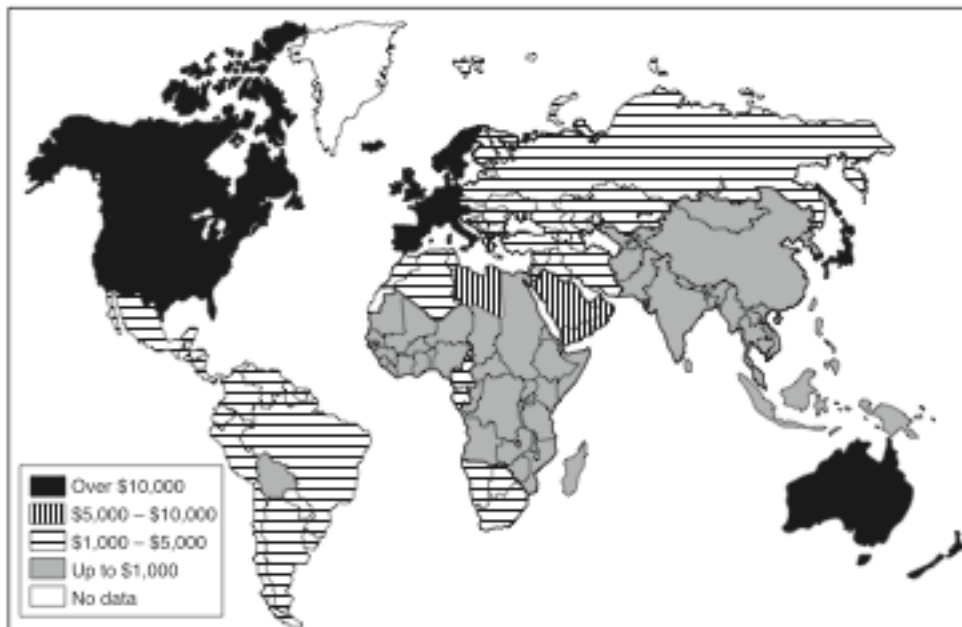 Over $10,000
$5,000 – $10,000
$1,000 – $5,000
Up to $1,000
No data